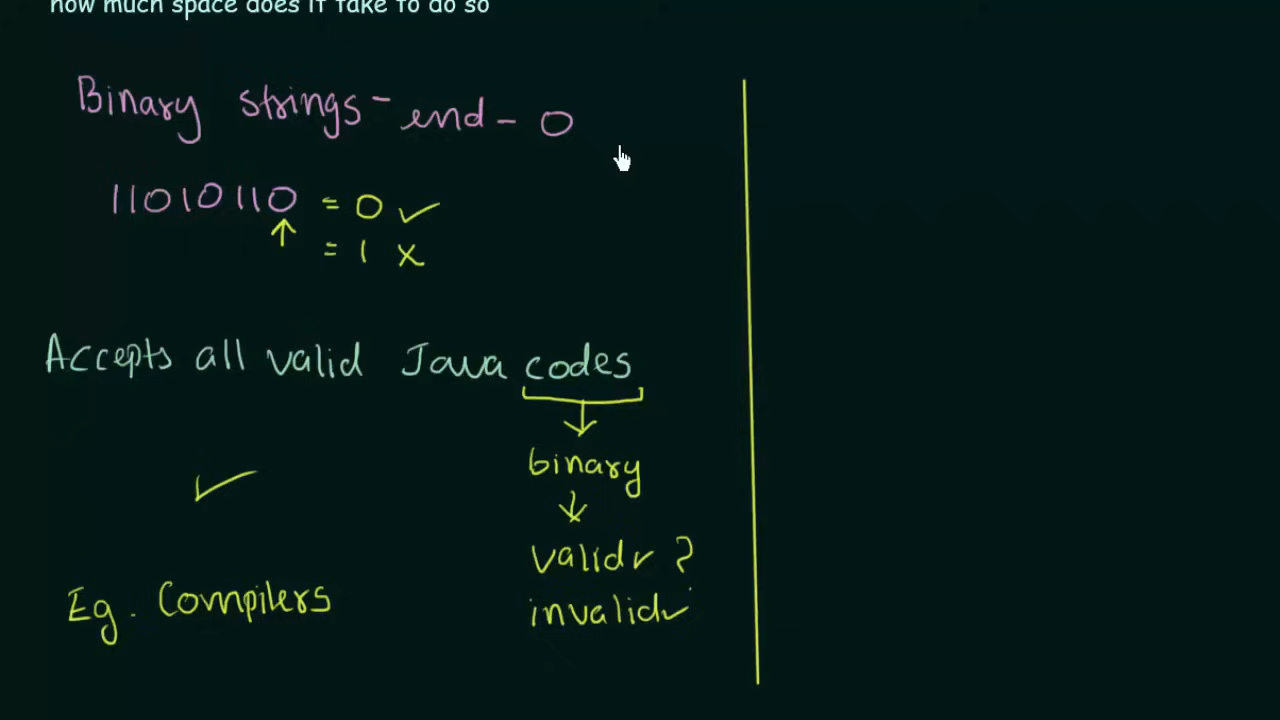 how much space does it take to do so
Binary strings - end - 0
11010110 = 0 ✓
↑ = 1 x
Accepts all valid Java codes
↓
binary
↓
valid✓ ?
invalid✓
✓
Eg. Compilers